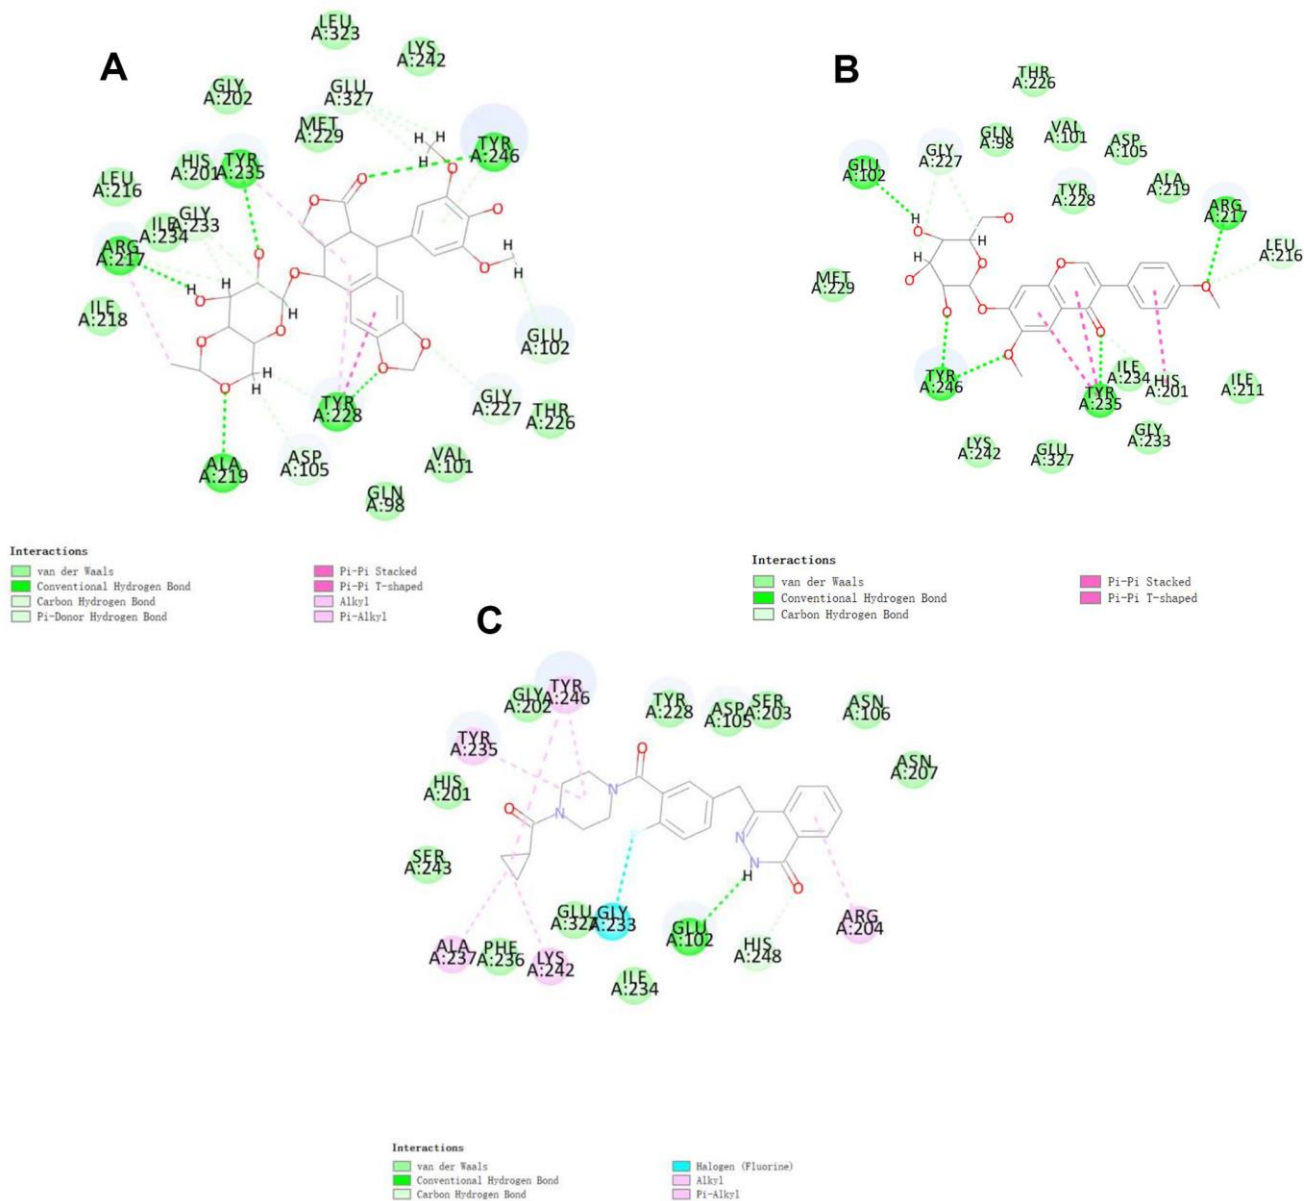 A
LEU
A:323
LYS
A:242
GLY
A:202
GLU
A:327
MET
A:229
TYR
A:246
HIS
A:201
TYR
A:235
LEU
A:216
GLY
A:233
ILE
A:234
ARG
A:217
ILE
A:218
GLU
A:102
TYR
A:228
GLY
A:227
THR
A:226
ALA
A:219
ASP
A:105
VAL
A:101
GLN
A:98
H
H
H
H
H
H
H
O
O
O
O
O
O
O
O
O
O
O
O
O
Interactions
van der Waals
Conventional Hydrogen Bond
Carbon Hydrogen Bond
Pi-Donor Hydrogen Bond
Pi-Pi Stacked
Pi-Pi T-shaped
Alkyl
Pi-Alkyl
B
THR
A:226
GLN
A:98
VAL
A:101
ASP
A:105
GLU
A:102
GLY
A:227
TYR
A:228
ALA
A:219
ARG
A:217
LEU
A:216
MET
A:229
TYR
A:246
ILE
A:234
HIS
A:201
ILE
A:211
TYR
A:235
GLY
A:233
LYS
A:242
GLU
A:327
H
H
O
O
O
O
O
O
O
O
O
O
Interactions
van der Waals
Conventional Hydrogen Bond
Carbon Hydrogen Bond
Pi-Pi Stacked
Pi-Pi T-shaped
C
GLY
A:202
TYR
A:246
TYR
A:228
ASP
A:105
SER
A:203
ASN
A:106
TYR
A:235
ASN
A:207
HIS
A:201
SER
A:243
GLU
A:327
GLY
A:233
GLU
A:102
HIS
A:248
ARG
A:204
ALA
A:237
PHE
A:236
LYS
A:242
ILE
A:234
O
N
O
N
N
N
H
O
Interactions
van der Waals
Conventional Hydrogen Bond
Carbon Hydrogen Bond
Halogen (Fluorine)
Alkyl
Pi-Alkyl